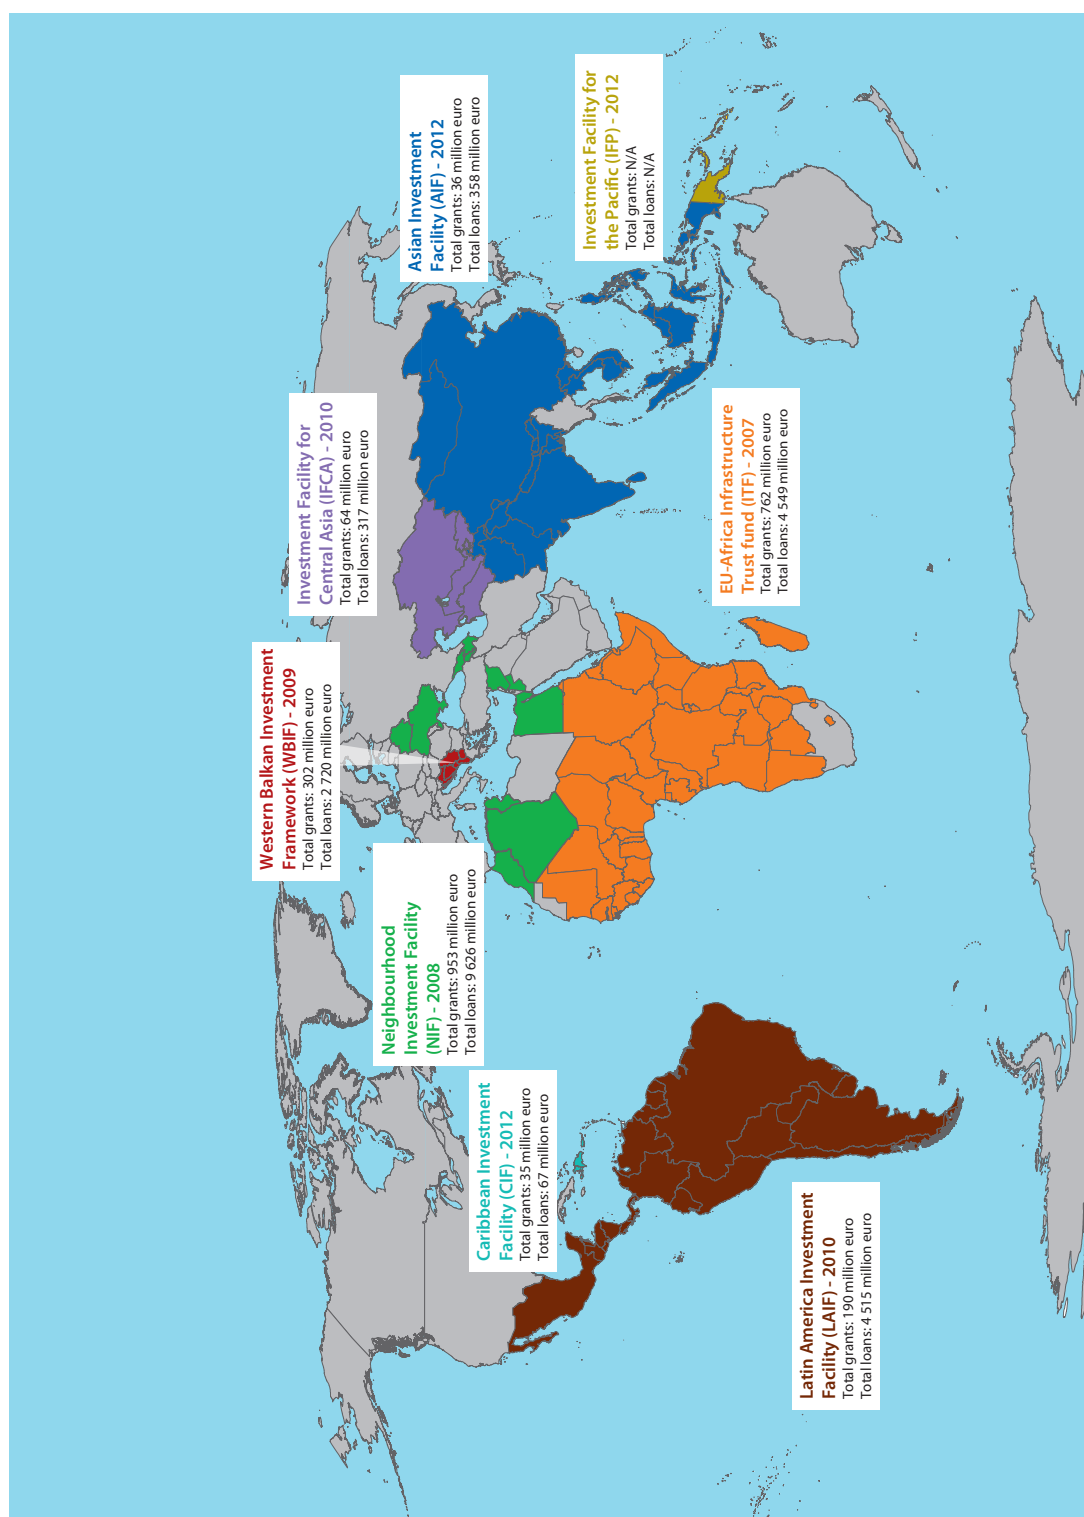 Western Balkan Investment
Framework (WBIF) - 2009
Total grants: 302 million euro
Total loans: 2 720 million euro
Investment Facility for
Central Asia (IFCA) - 2010
Total grants: 64 million euro
Total loans: 317 million euro
Asian Investment
Facility (AIF) - 2012
Total grants: 36 million euro
Total loans: 358 million euro
Neighbourhood
Investment Facility
(NIF) - 2008
Total grants: 953 million euro
Total loans: 9 626 million euro
Caribbean Investment
Facility (CIF) - 2012
Total grants: 35 million euro
Total loans: 67 million euro
Investment Facility for
the Pacific (IFP) - 2012
Total grants: N/A
Total loans: N/A
EU-Africa Infrastructure
Trust fund (ITF) - 2007
Total grants: 762 million euro
Total loans: 4 549 million euro
Latin America Investment
Facility (LAIF) - 2010
Total grants: 190 million euro
Total loans: 4 515 million euro